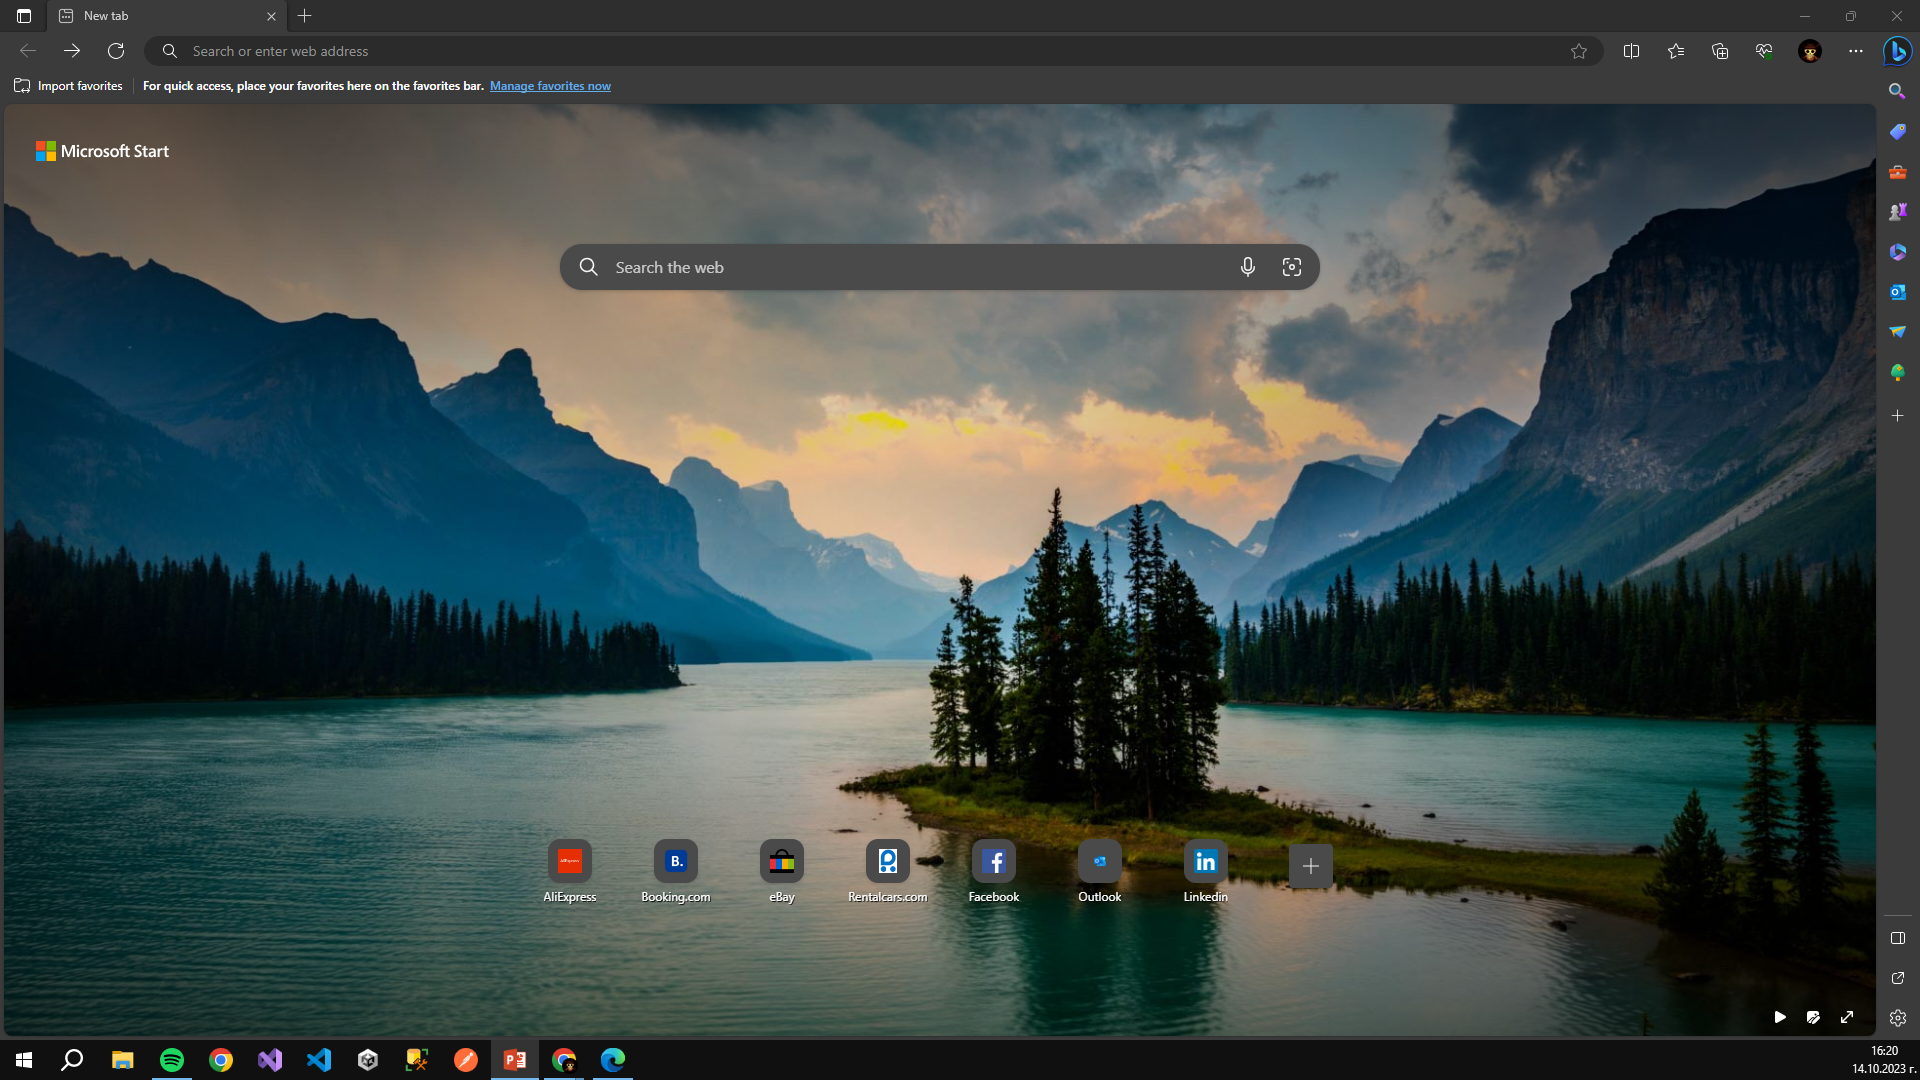 New tab
Search or enter web address
Import favorites
For quick access, place your favorites here on the favorites bar. Manage favorites now
Microsoft Start
Search the web
AliExpress
B.
Booking.com
eBay
Rentalcars.com
Facebook
Outlook
in
Linkedin
16:20
14.10.2023 г.